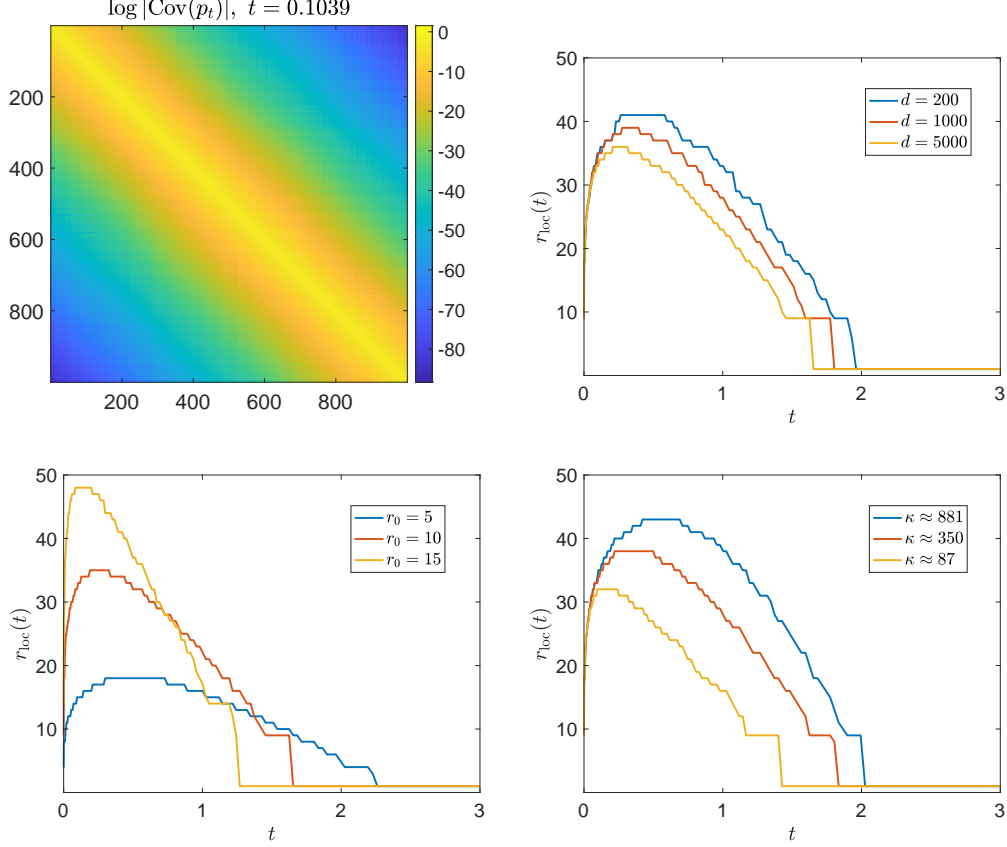 log |Cov(p_t)|, t = 0.1039
200
400
600
800
200 400 600 800
0
-10
-20
-30
-40
-50
-60
-70
-80
50
40
30
20
10
r_loc(t)
0 1 2 3
t
d = 200
d = 1000
d = 5000
50
40
30
20
10
r_loc(t)
0 1 2 3
t
r_0 = 5
r_0 = 10
r_0 = 15
50
40
30
20
10
r_loc(t)
0 1 2 3
t
κ ≈ 881
κ ≈ 350
κ ≈ 87